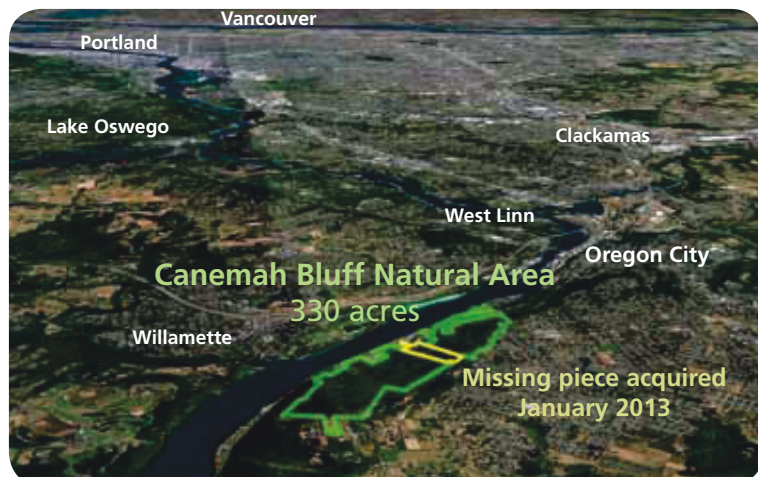 Vancouver
Portland
Lake Oswego
Clackamas
West Linn
Oregon City
Canemah Bluff Natural Area
330 acres
Willamette
Missing piece acquired
January 2013